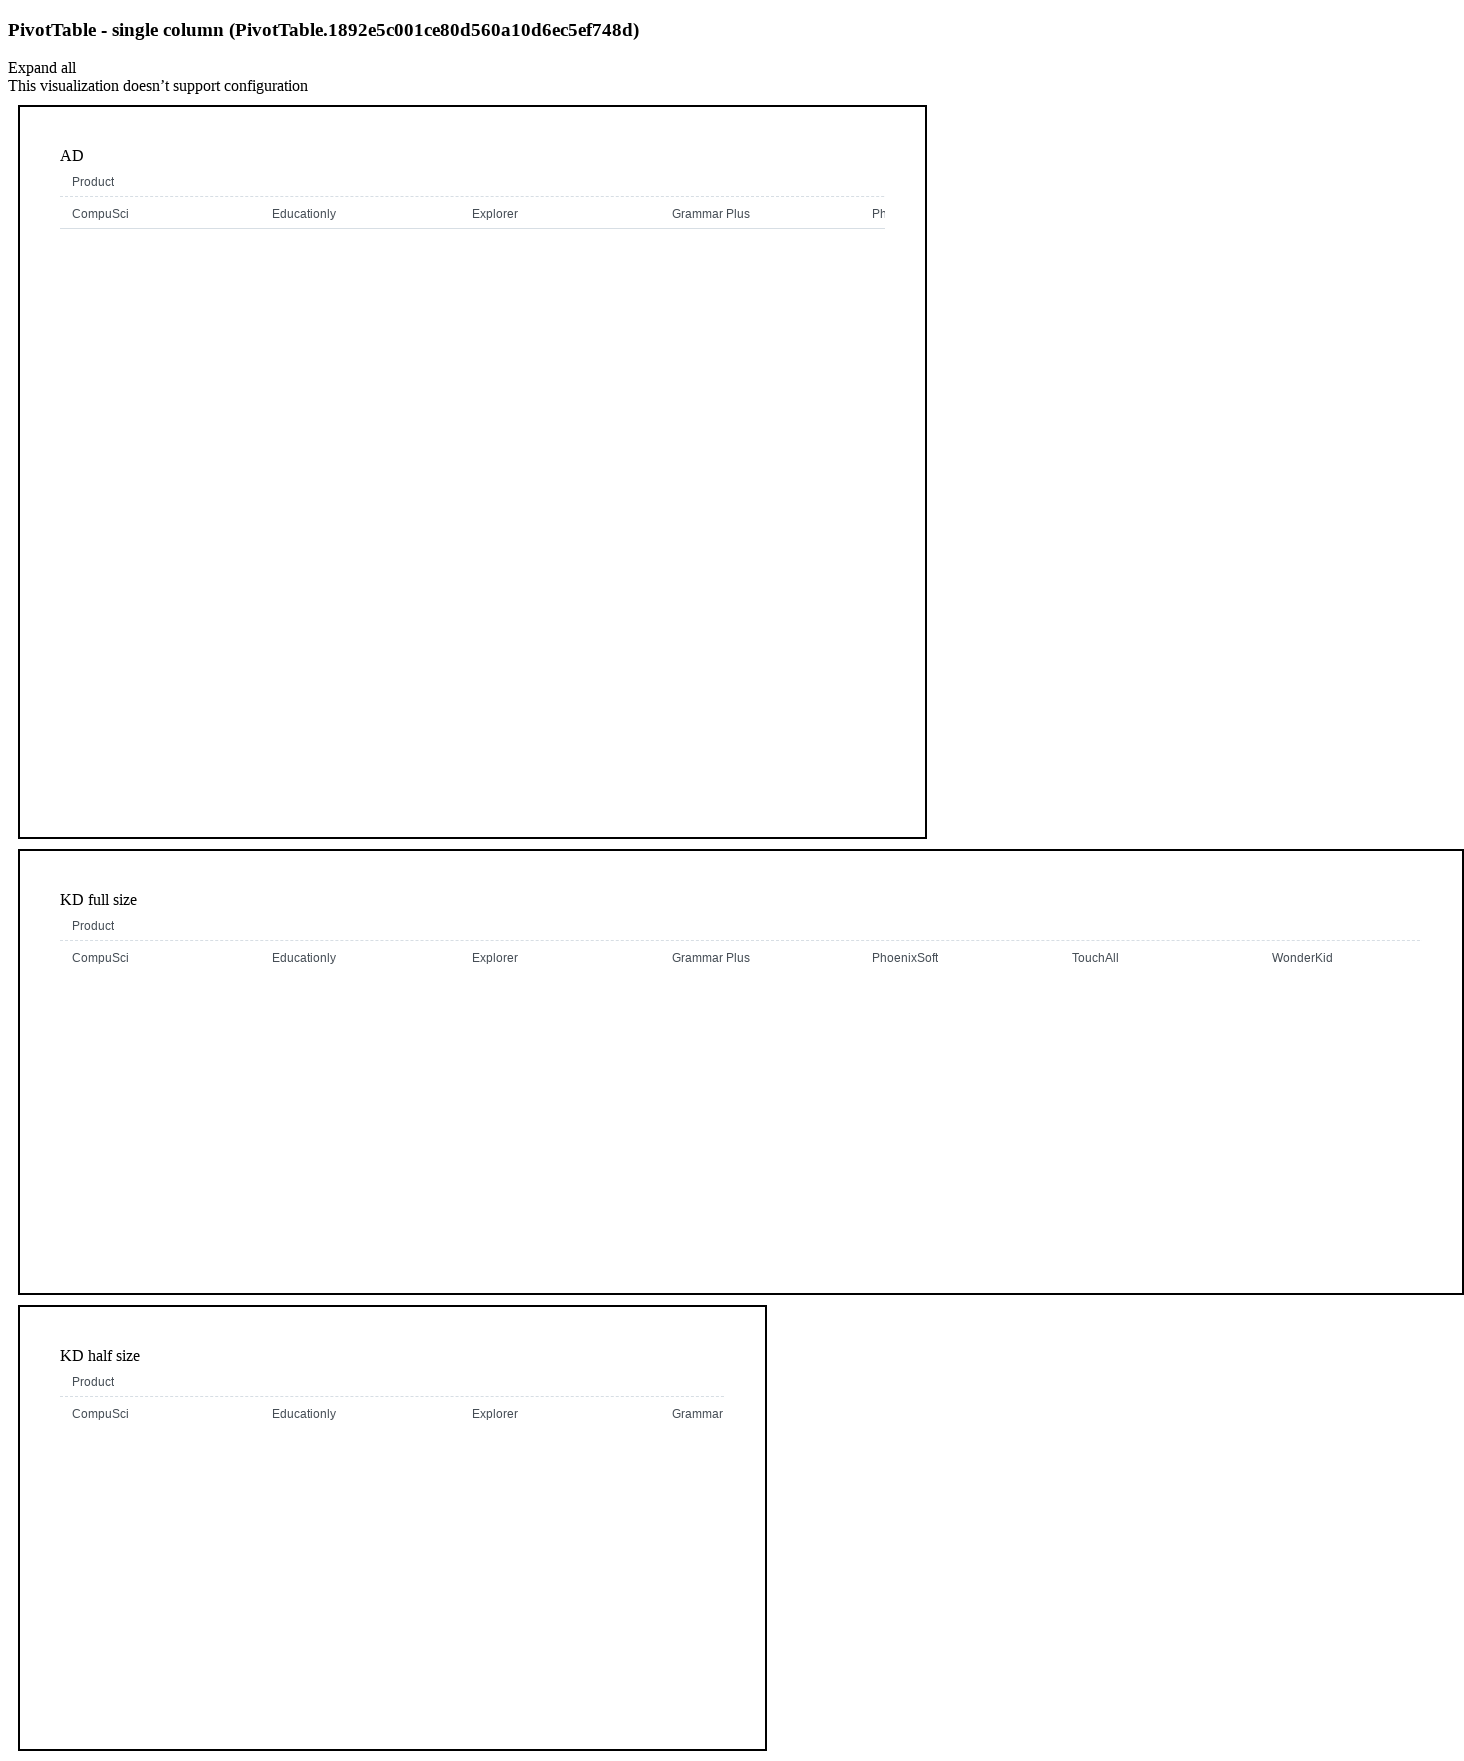 PivotTable - single column (PivotTable.1892e5c001ce80d560a10d6ec5ef748d)
Expand all
This visualization doesn’t support configuration
AD
Product
CompuSci Educationly Explorer Grammar Plus Ph
KD full size
Product
CompuSci Educationly Explorer Grammar Plus PhoenixSoft TouchAll WonderKid
KD half size
Product
CompuSci Educationly Explorer Grammar